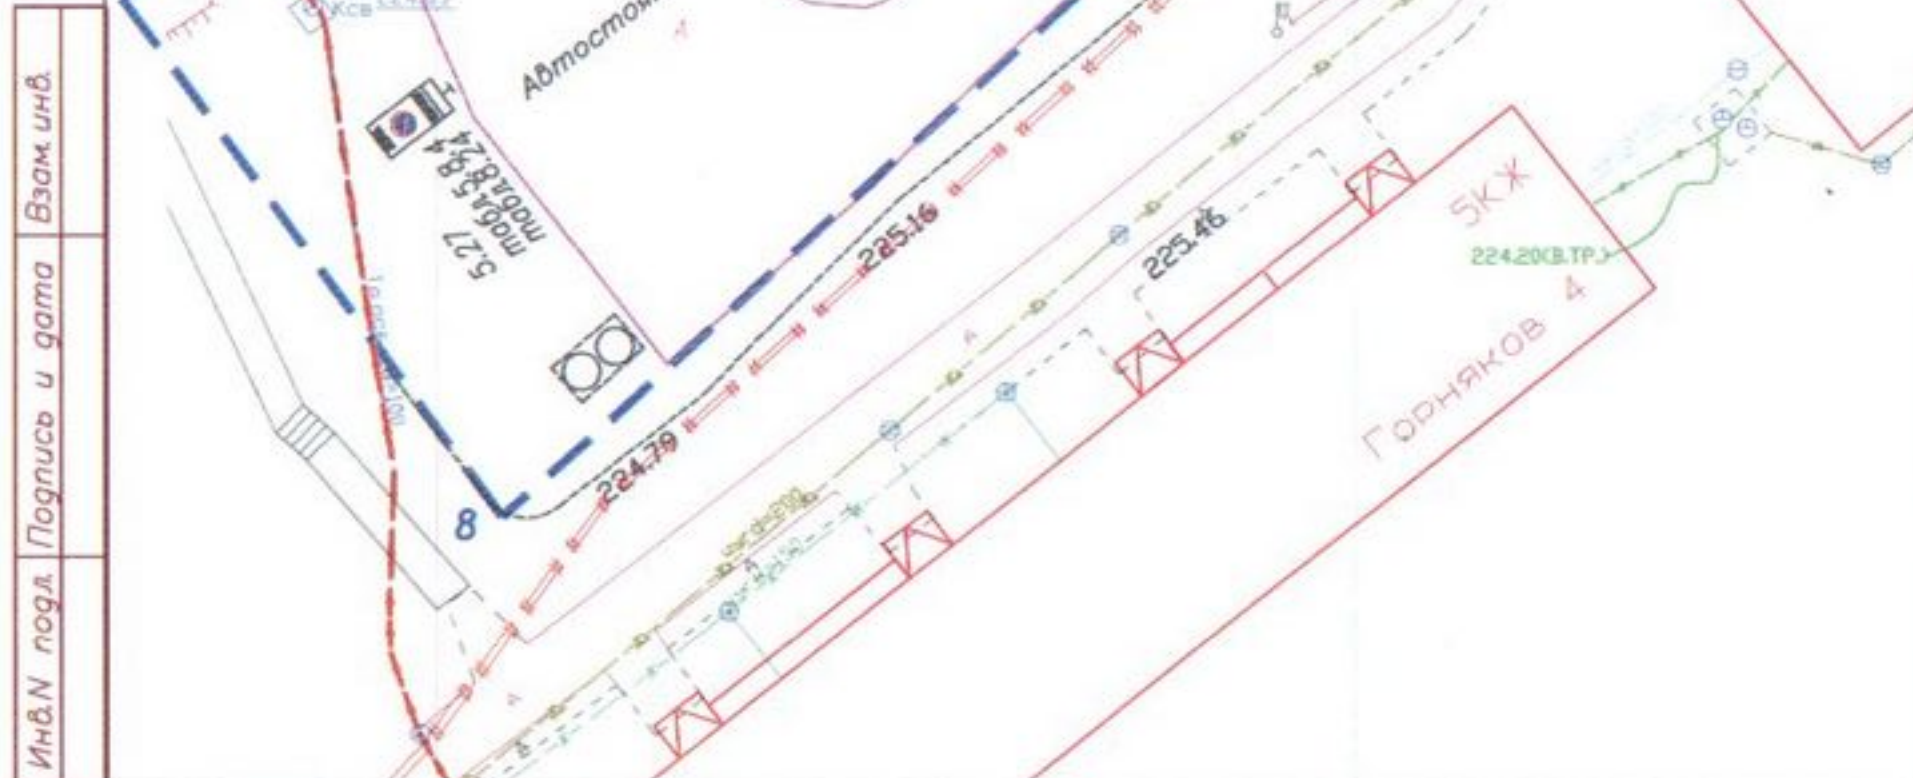 Взам. инв.
Подпись и дата
Инв.N подл.
Ксв
Автостоя
5.27
табл.5.8.4
табл.8.24
225.16
225.46
224.79
8
5КЖ
224.20(В.ТР.)
Горняков 4